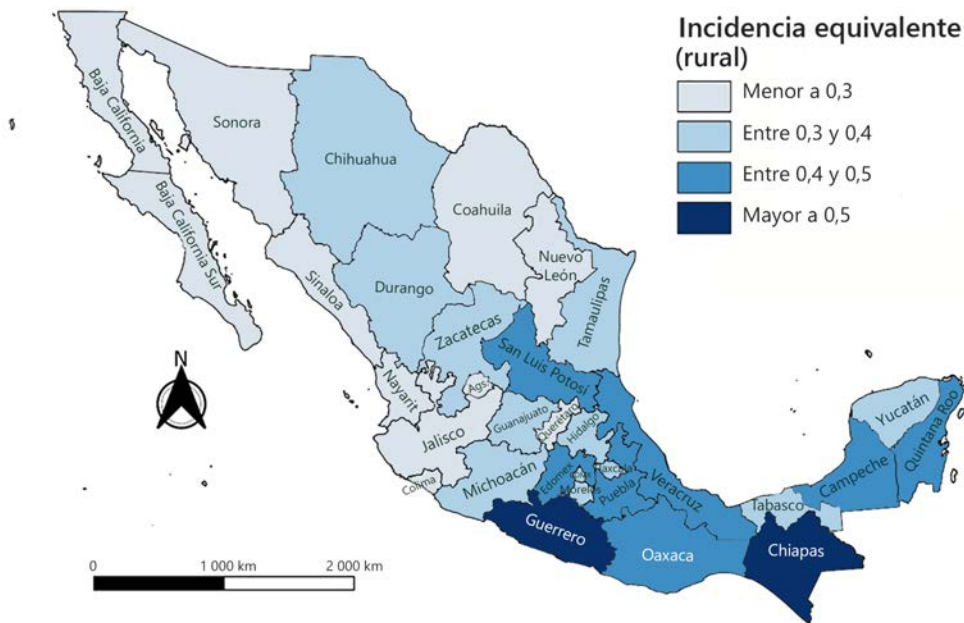 Incidencia equivalente
(rural)
Menor a 0,3
Entre 0,3 y 0,4
Entre 0,4 y 0,5
Mayor a 0,5
Baja California
Sonora
Chihuahua
Coahuila
Baja California Sur
Nuevo
León
Sinaloa
Durango
Tamaulipas
Zacatecas
San Luis Potosí
N
Nayarit
Ags.
Jalisco
Guanajuato
Querétaro
Hidalgo
Yucatán
Quintana Roo
Campeche
Colima
Michoacán
Edomex
Tlaxcala
Morelos
Puebla
Veracruz
Tabasco
Guerrero
Oaxaca
Chiapas
0
1 000 km
2 000 km